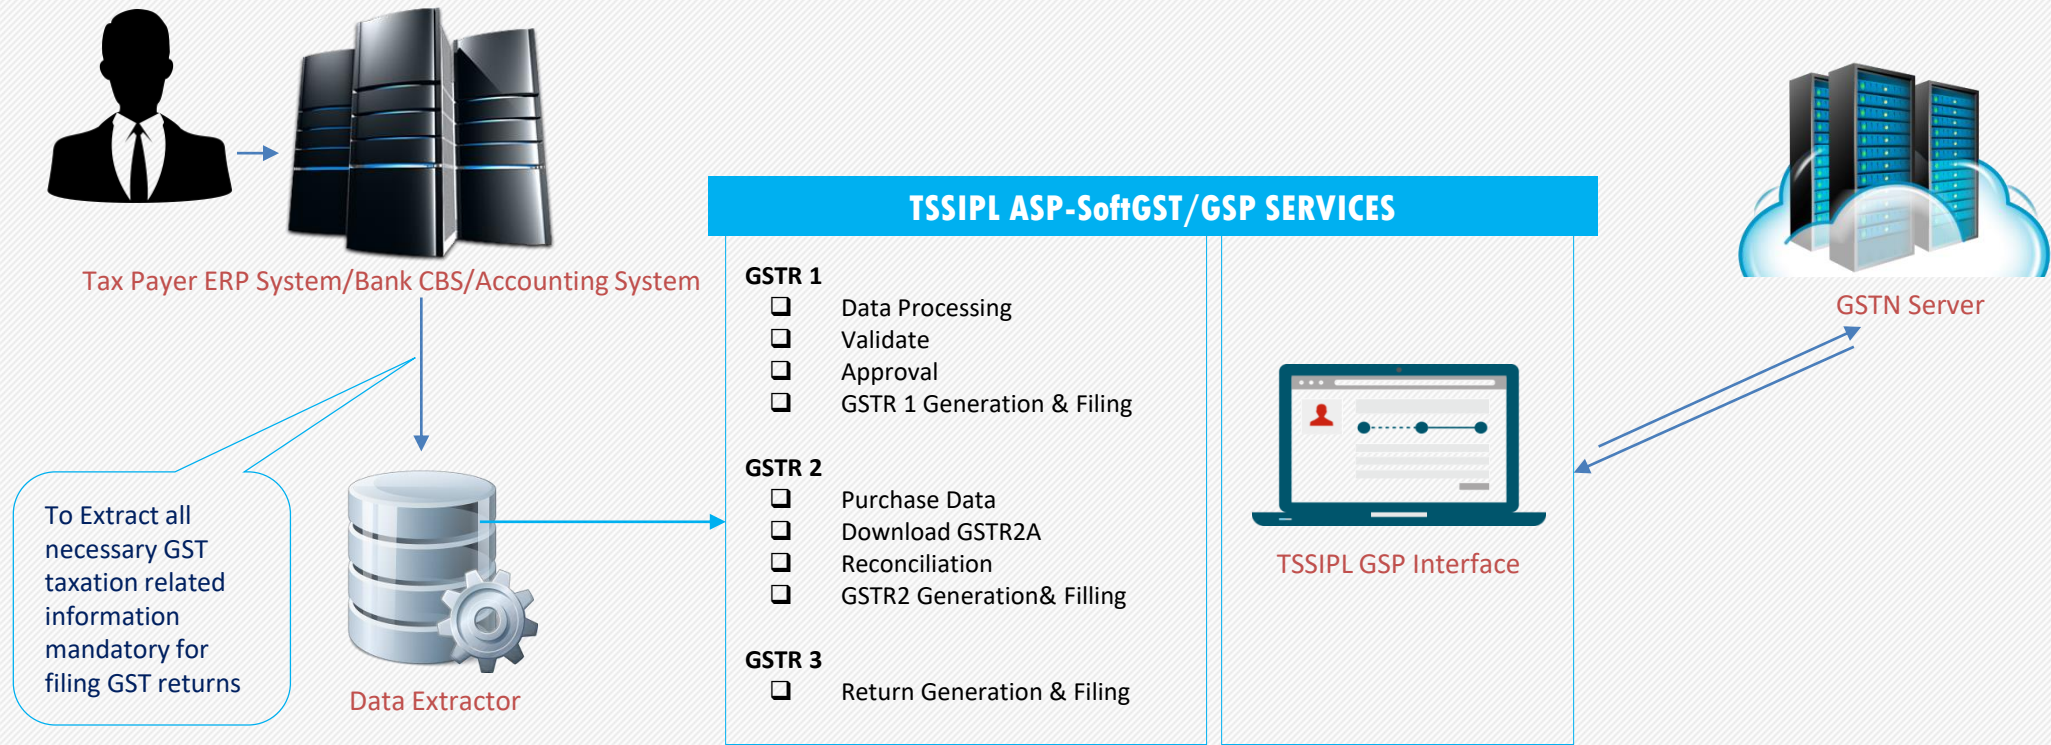 TSSIPL ASP-SoftGST/GSP SERVICES
Tax Payer ERP System/Bank CBS/Accounting System
GSTN Server
To Extract all
necessary GST
taxation related
information
mandatory for
filing GST returns
Data Extractor
GSTR 1
Data Processing
Validate
Approval
GSTR 1 Generation & Filing
GSTR 2
Purchase Data
Download GSTR2A
Reconciliation
GSTR2 Generation& Filling
GSTR 3
Return Generation & Filing
TSSIPL GSP Interface